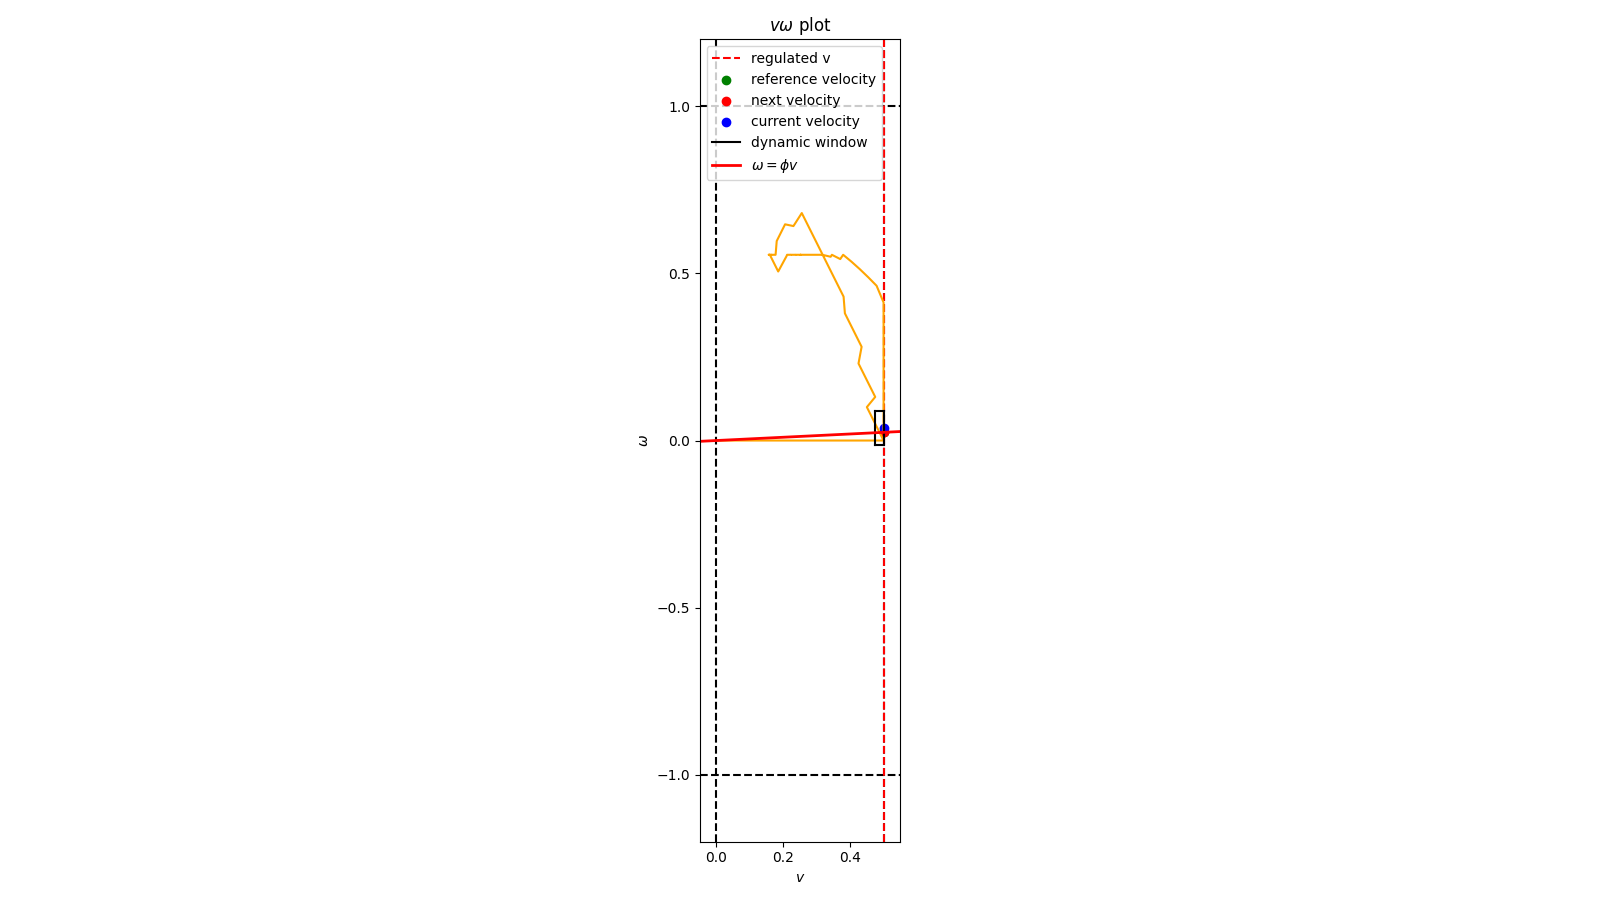 vω plot
regulated v
reference velocity
next velocity
current velocity
dynamic window
ω = ϕv
1.0
0.5
0.0
−0.5
−1.0
ω
0.0 0.2 0.4
v